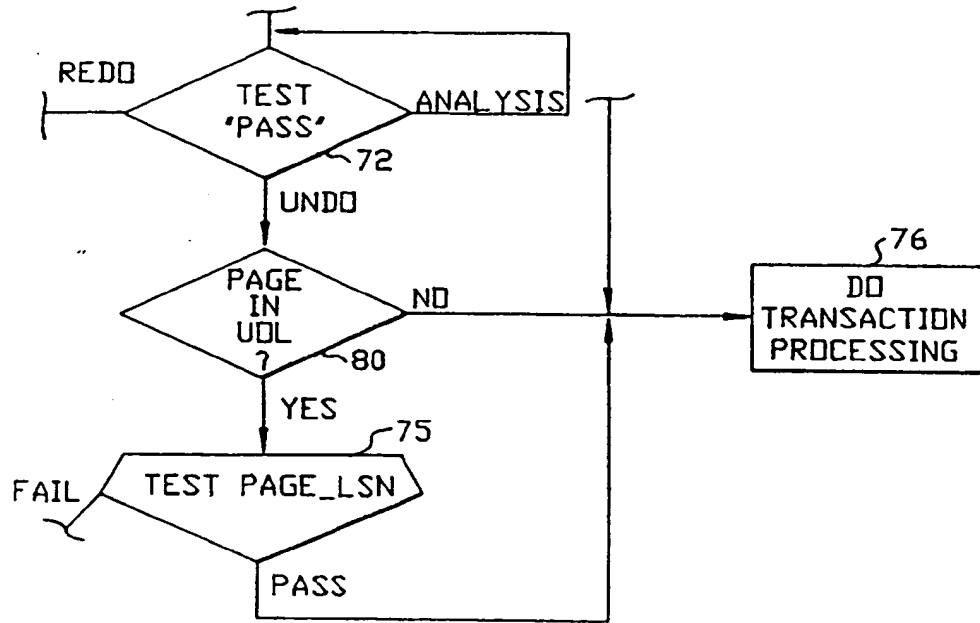 REDO
TEST
"PASS"
ANALYSIS
72
UNDO
PAGE
IN
UOL
?
NO
80
76
DO
TRANSACTION
PROCESSING
YES
75
TEST PAGE_LSN
FAIL
PASS